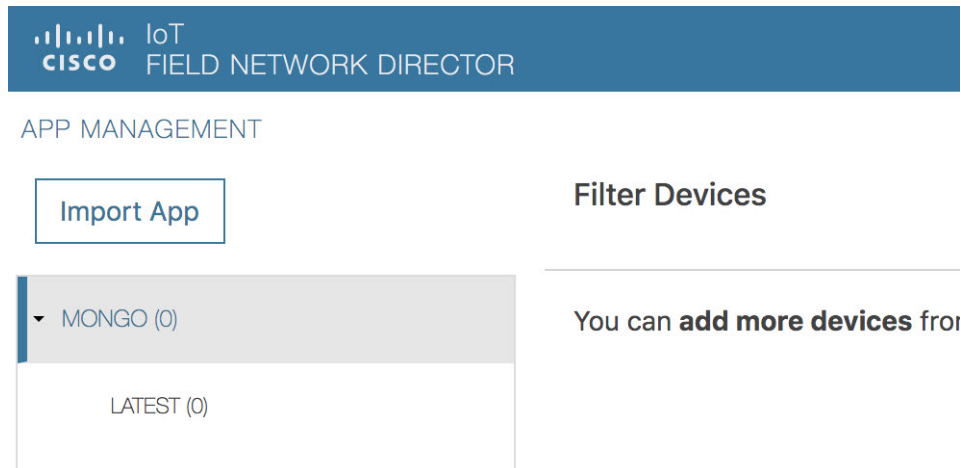 CISCO IoT
FIELD NETWORK DIRECTOR
APP MANAGEMENT
Import App
Filter Devices
MONGO (0)
You can add more devices
LATEST (0)